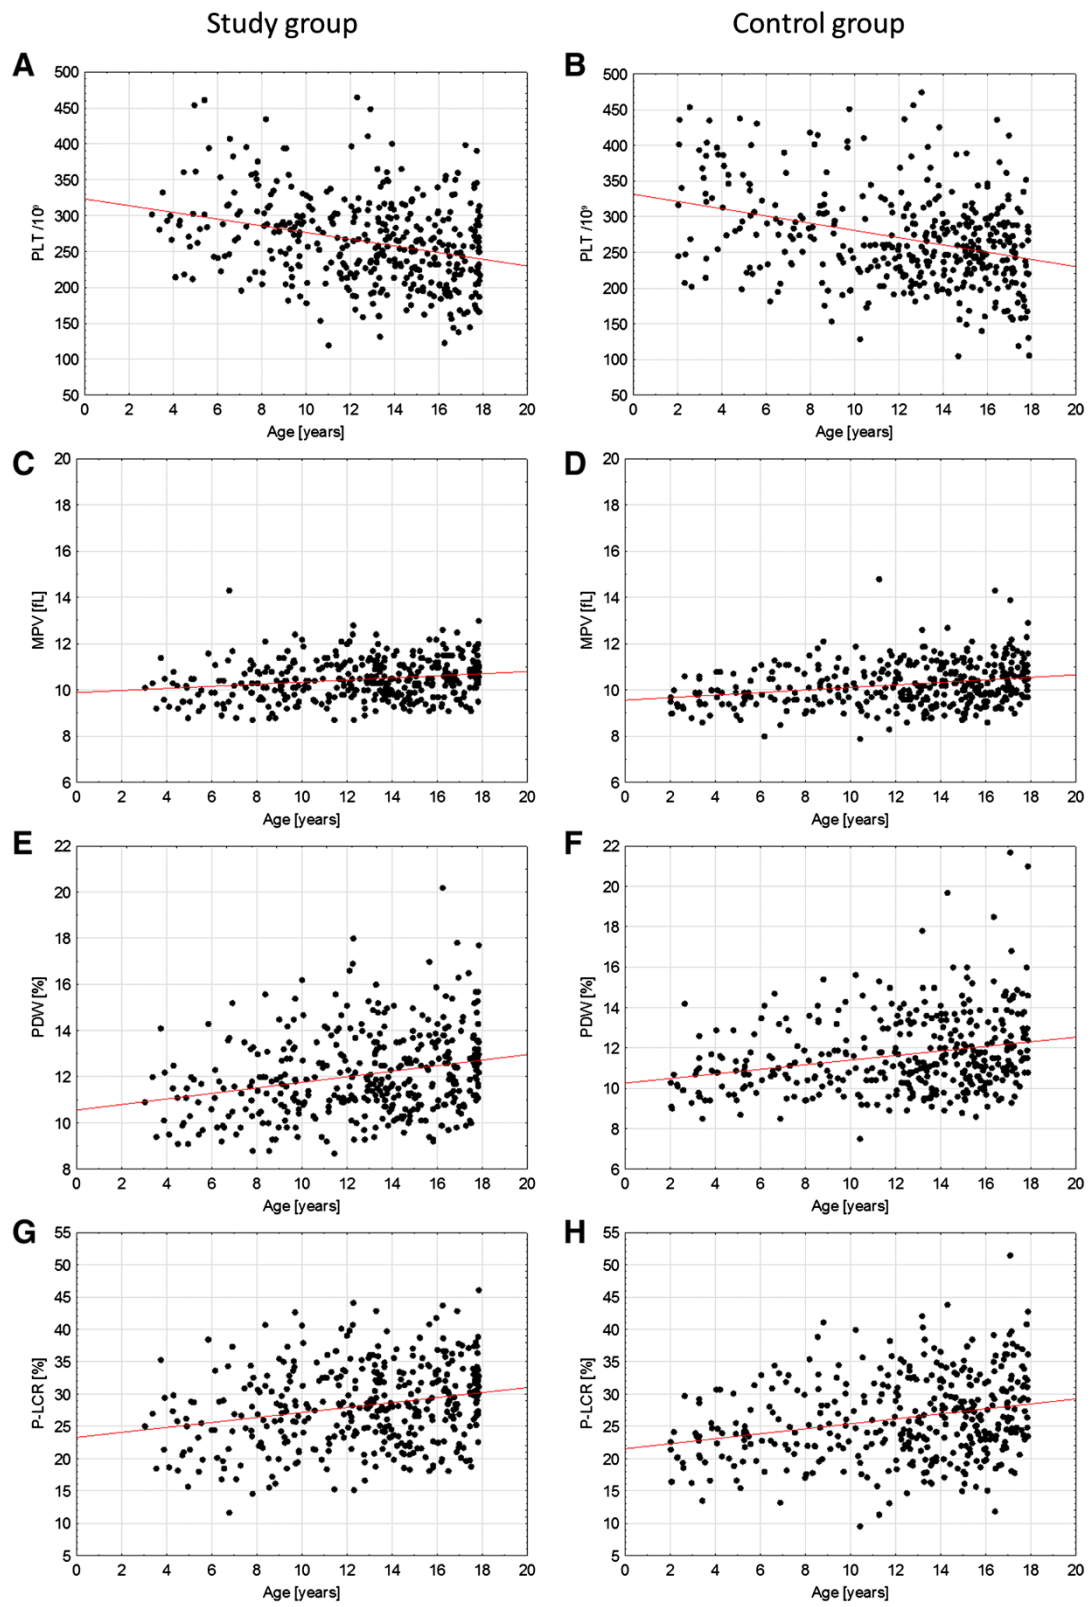 Study group
Control group
A
PLT /10⁹
500
450
400
350
300
250
200
150
100
50
0 2 4 6 8 10 12 14 16 18 20
Age [years]
B
PLT /10⁹
500
450
400
350
300
250
200
150
100
50
0 2 4 6 8 10 12 14 16 18 20
Age [years]
C
MPV [fL]
20
18
16
14
12
10
8
6
0 2 4 6 8 10 12 14 16 18 20
Age [years]
D
MPV [fL]
20
18
16
14
12
10
8
6
0 2 4 6 8 10 12 14 16 18 20
Age [years]
E
PDW [%]
22
20
18
16
14
12
10
8
0 2 4 6 8 10 12 14 16 18 20
Age [years]
F
PDW [%]
22
20
18
16
14
12
10
8
6
0 2 4 6 8 10 12 14 16 18 20
Age [years]
G
P-LCR [%]
55
50
45
40
35
30
25
20
15
10
5
0 2 4 6 8 10 12 14 16 18 20
Age [years]
H
P-LCR [%]
55
50
45
40
35
30
25
20
15
10
5
0 2 4 6 8 10 12 14 16 18 20
Age [years]